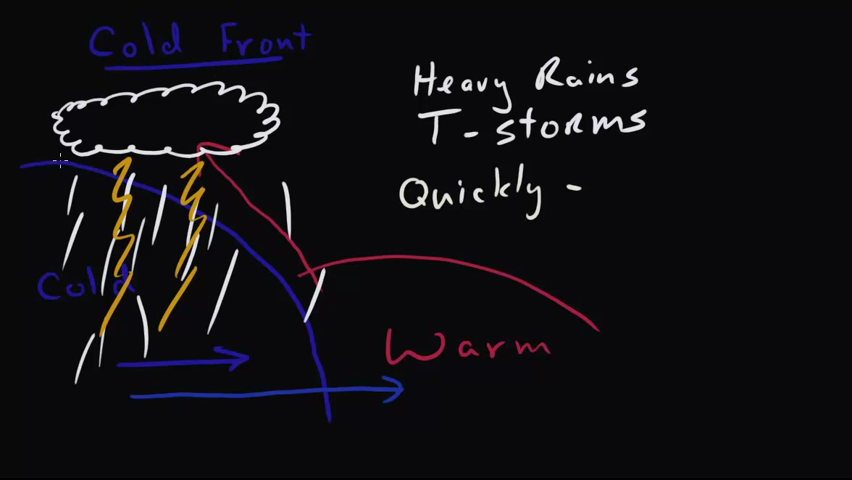 Cold Front
Heavy Rains
T-storms
Quickly -
Cold
Warm